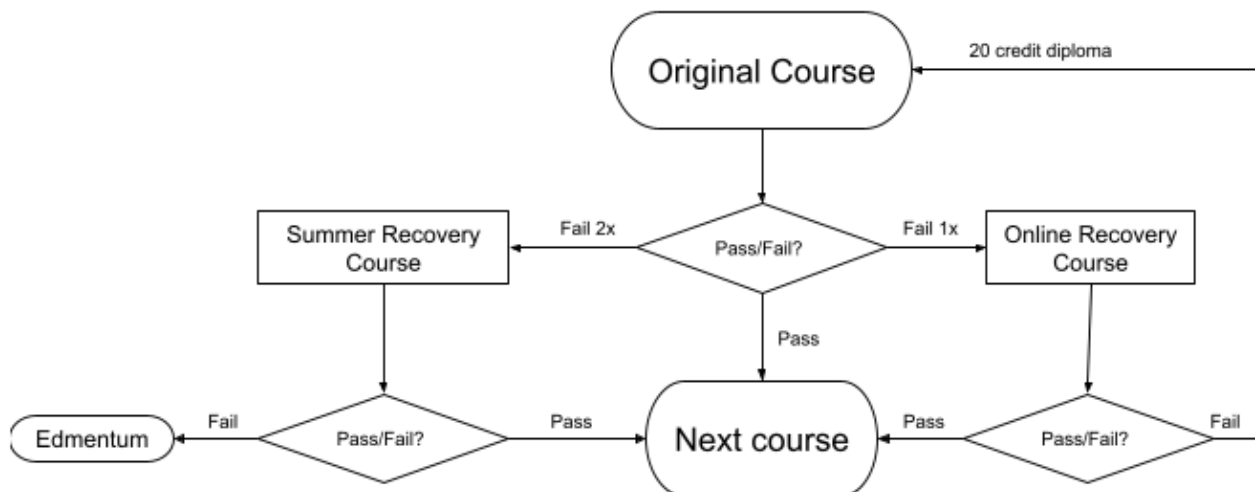 20 credit diploma
Original Course
Summer Recovery
Course
Fail 2x
Pass/Fail?
Fail 1x
Online Recovery
Course
Pass
Edmentum
Fail
Pass/Fail?
Pass
Next course
Pass
Pass/Fail?
Fail